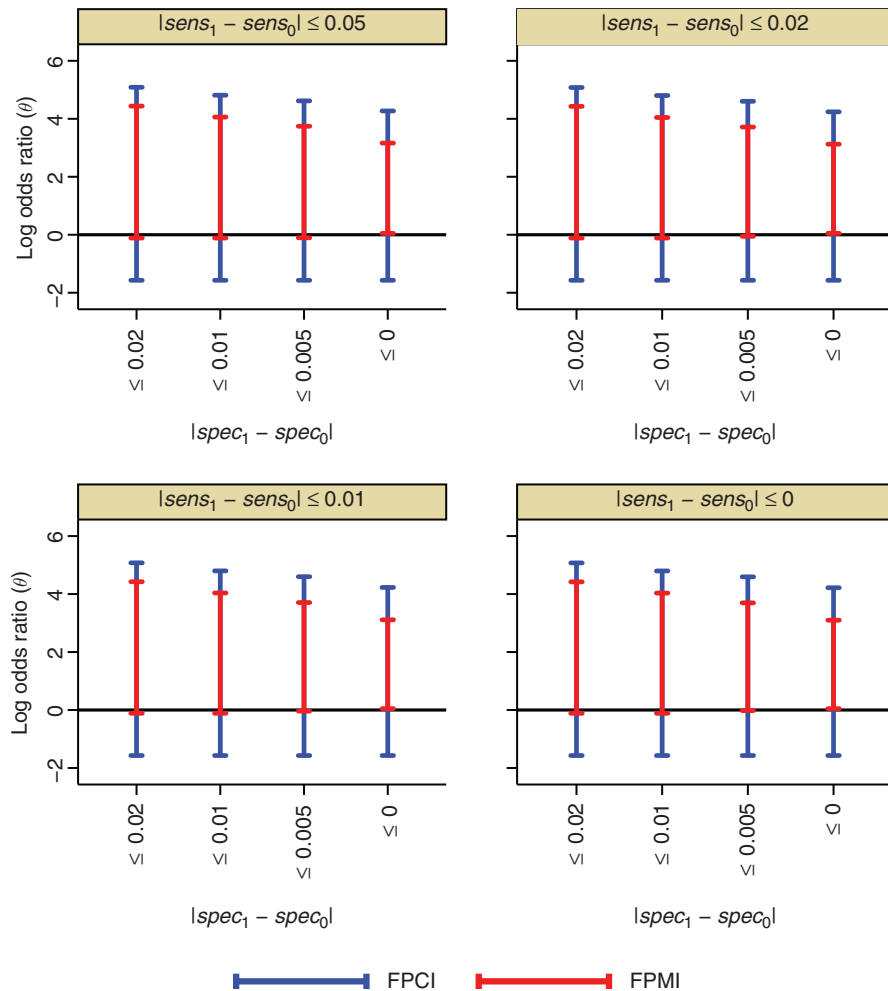 |sens₁ − sens₀| ≤ 0.05
|sens₁ − sens₀| ≤ 0.02
Log odds ratio (θ)
6
4
2
0
−2
≤ 0.02
≤ 0.01
≤ 0.005
≤ 0
≤ 0.02
≤ 0.01
≤ 0.005
≤ 0
|spec₁ − spec₀|
|spec₁ − spec₀|
|sens₁ − sens₀| ≤ 0.01
|sens₁ − sens₀| ≤ 0
Log odds ratio (θ)
6
4
2
0
−2
≤ 0.02
≤ 0.01
≤ 0.005
≤ 0
≤ 0.02
≤ 0.01
≤ 0.005
≤ 0
|spec₁ − spec₀|
|spec₁ − spec₀|
FPCI
FPMI